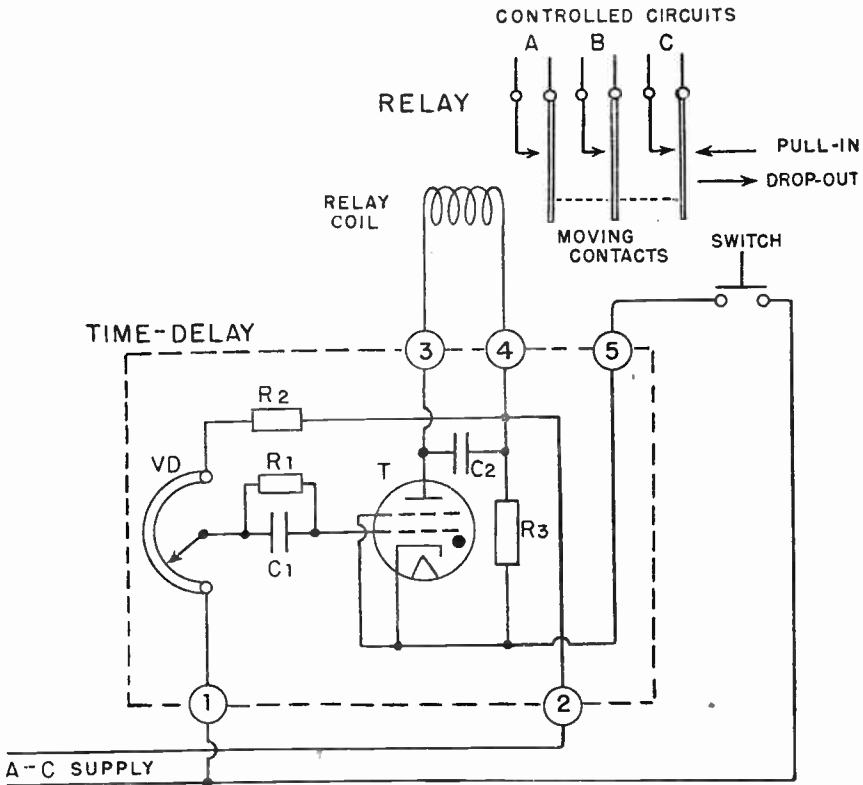 CONTROLLED CIRCUITS
A B C
RELAY
PULL-IN
DROP-OUT
RELAY
COIL
MOVING
CONTACTS
SWITCH
TIME-DELAY
3 4 5
R2
VD
R1
T
C2
C1
R3
1 2
A-C SUPPLY